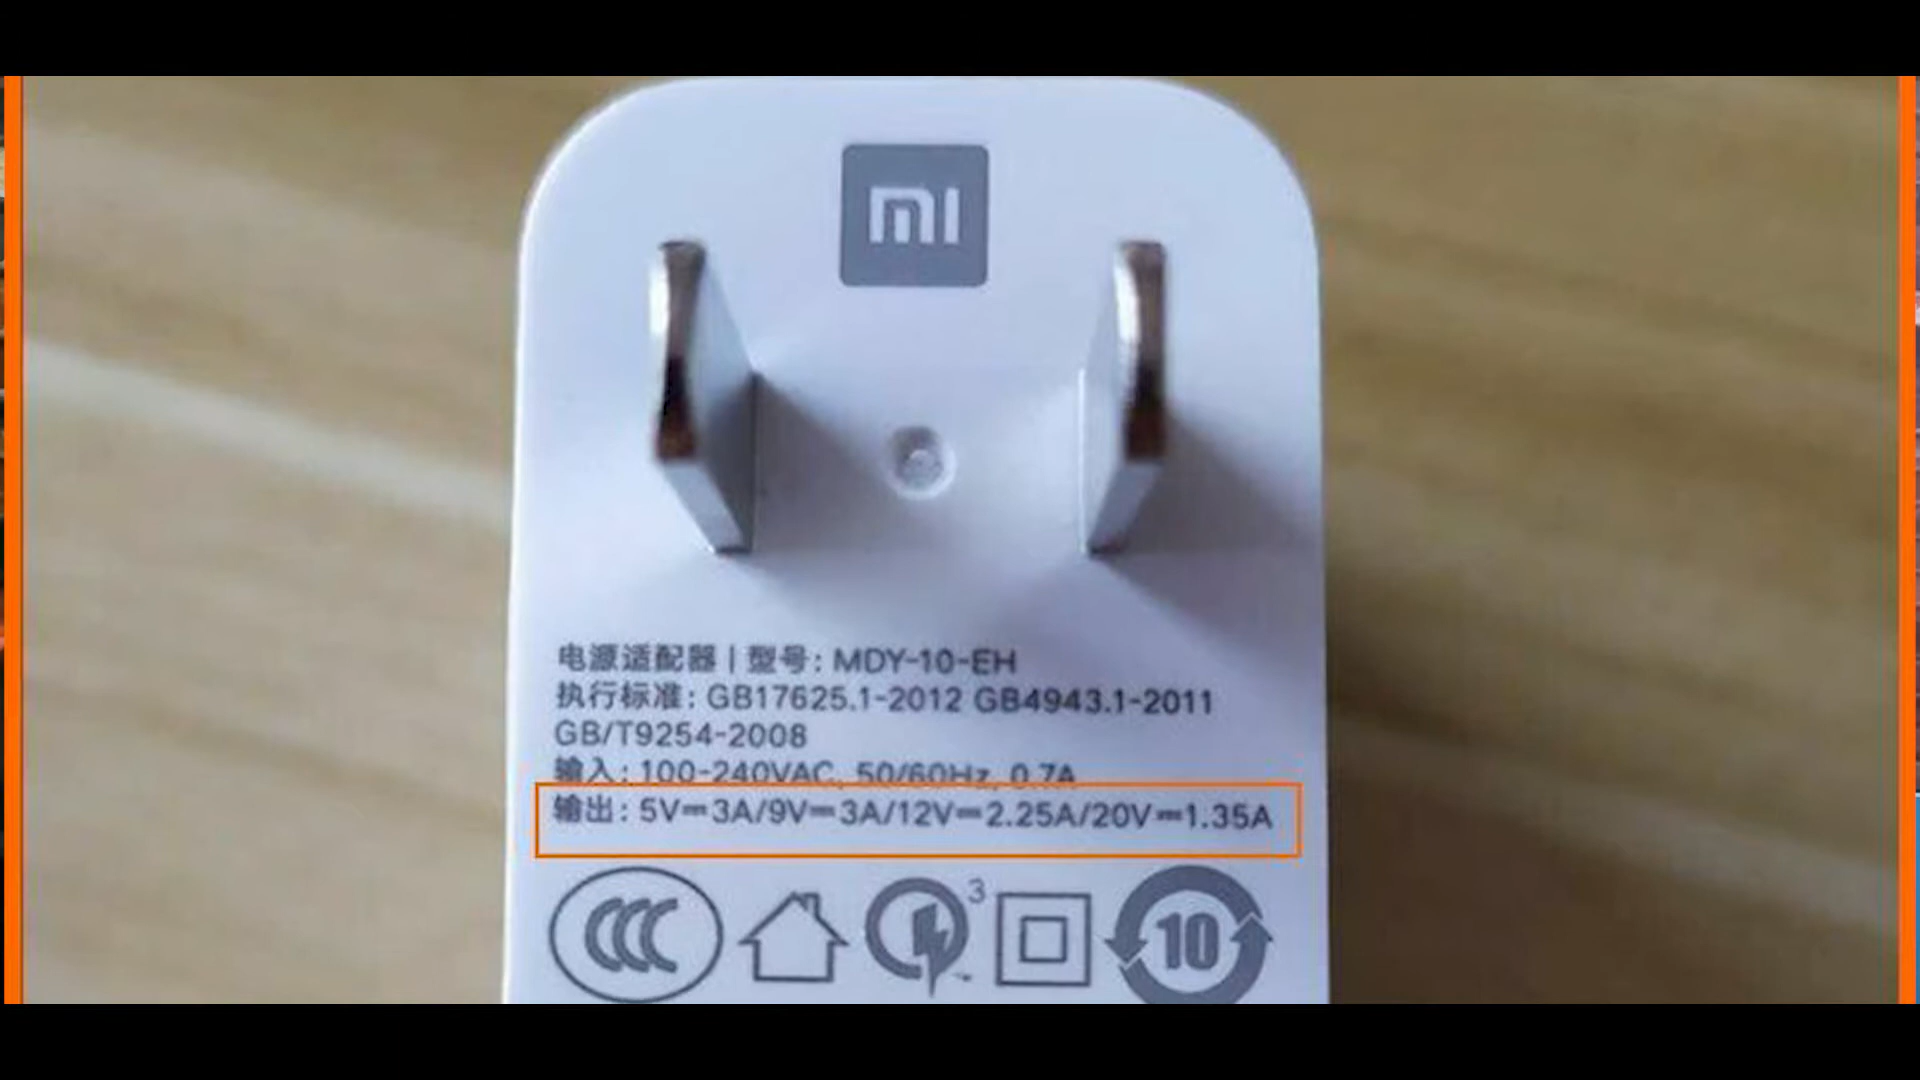 mi
电源适配器 | 型号: MDY-10-EH
执行标准: GB17625.1-2012 GB4943.1-2011
GB/T9254-2008
输入: 100-240VAC, 50/60Hz, 0.7A
输出: 5V⎓3A/9V⎓3A/12V⎓2.25A/20V⎓1.35A
CCC 3 10